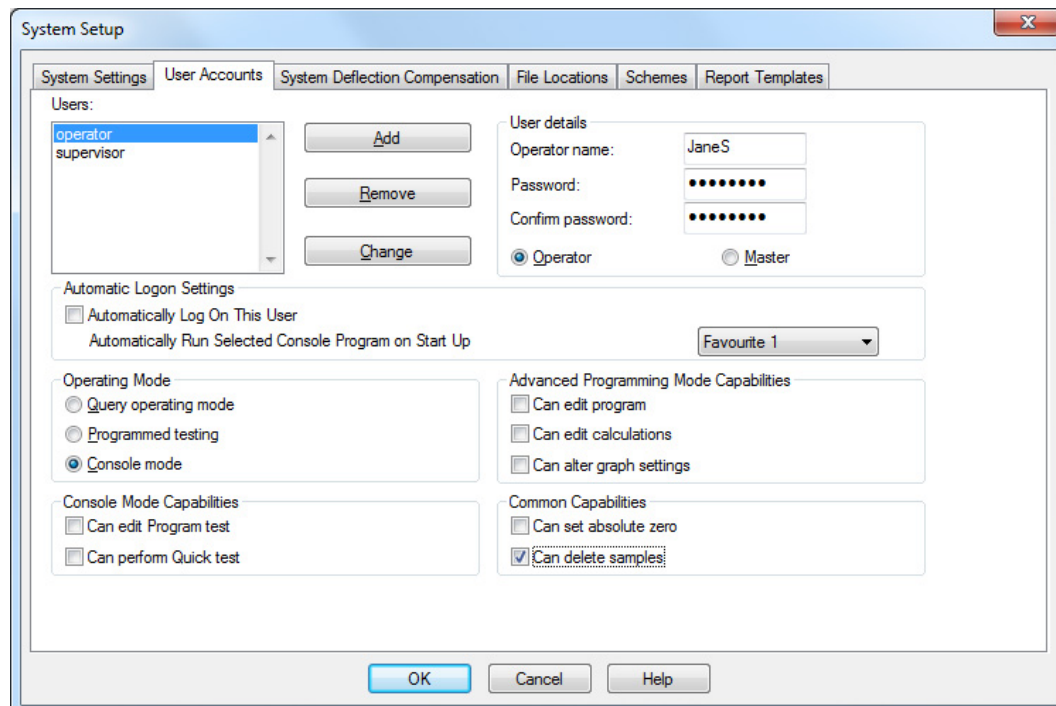 System Setup
System Settings User Accounts System Deflection Compensation File Locations Schemes Report Templates
Users:
operator
supervisor
Add
Remove
Change
User details
Operator name: JaneS
Password: ••••••••
Confirm password: ••••••••
Operator Master
Automatic Logon Settings
Automatically Log On This User
Automatically Run Selected Console Program on Start Up Favourite 1
Operating Mode
Query operating mode
Programmed testing
Console mode
Advanced Programming Mode Capabilities
Can edit program
Can edit calculations
Can alter graph settings
Console Mode Capabilities
Can edit Program test
Can perform Quick test
Common Capabilities
Can set absolute zero
Can delete samples
OK Cancel Help